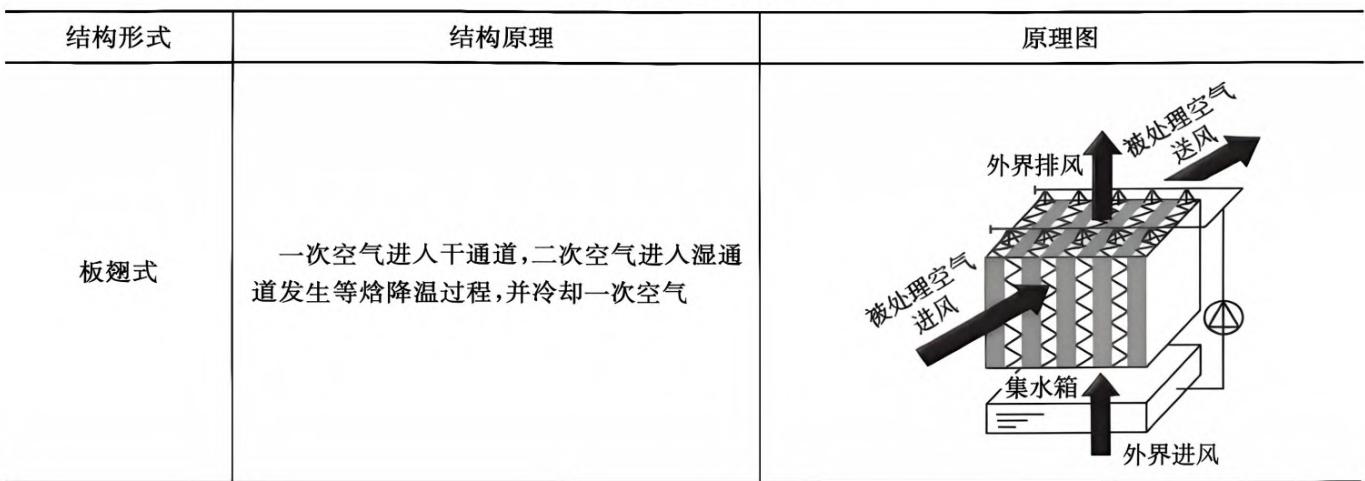 结构形式
结构原理
原理图
板翅式
一次空气进人干通道,二次空气进人湿通
道发生等焓降温过程,并冷却一次空气
被处理空气
送风
外界排风
被处理空气
进风
集水箱
外界进风